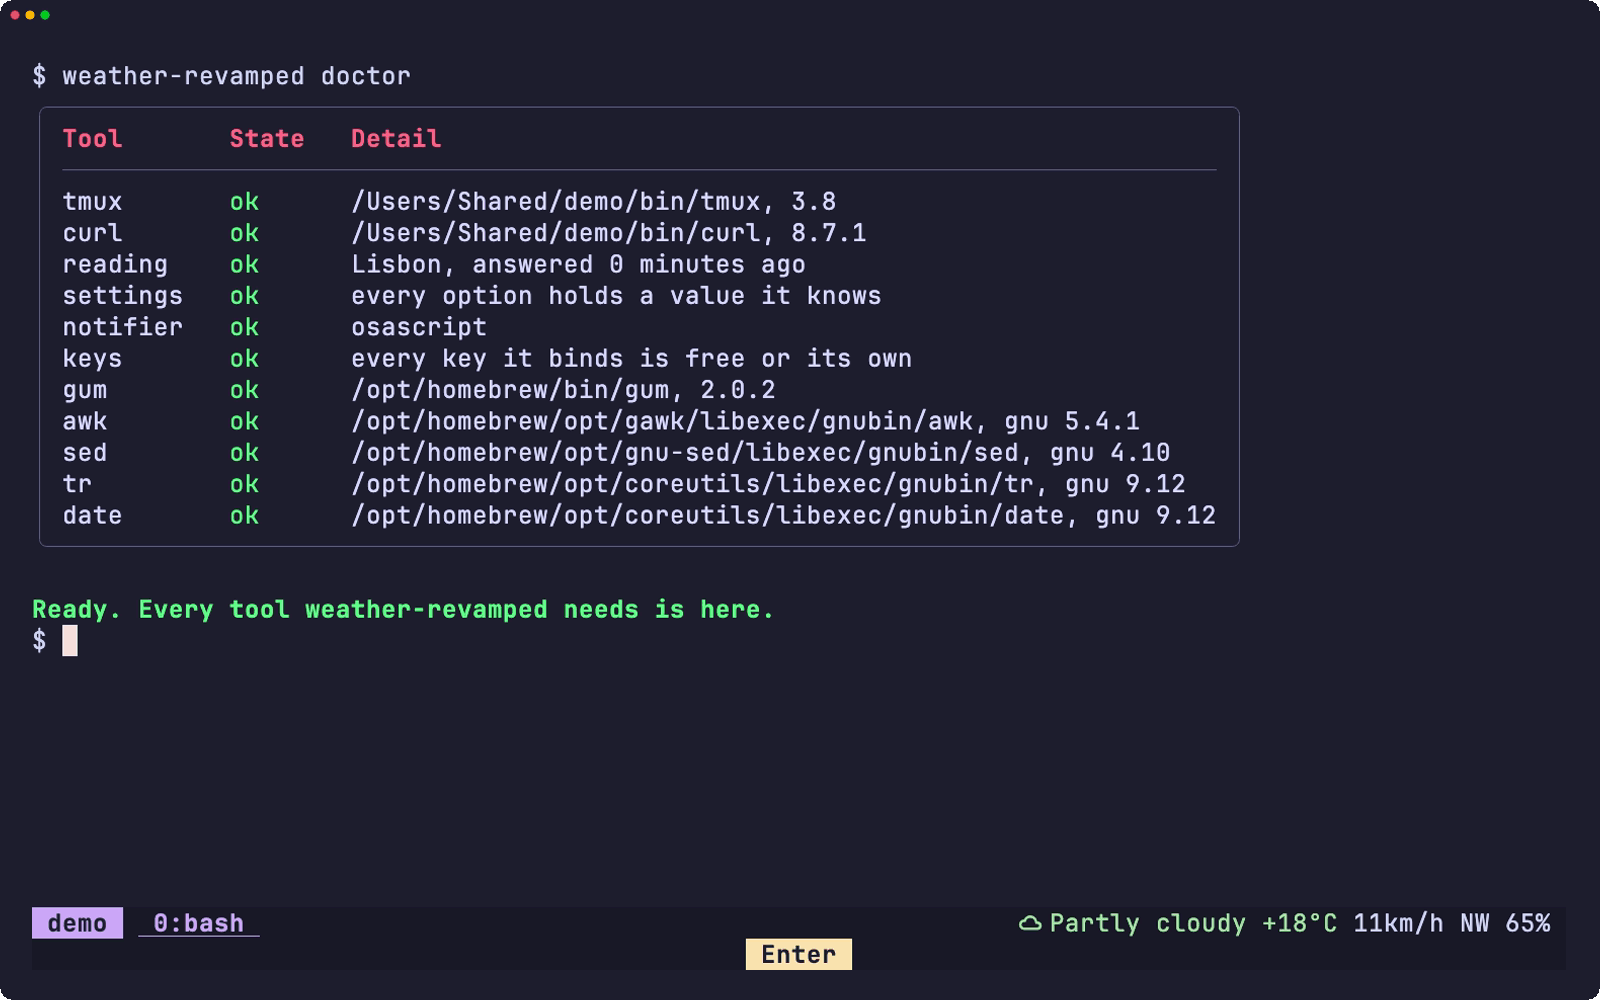 $ weather-revamped doctor
Tool State Detail
tmux ok /Users/Shared/demo/bin/tmux, 3.8
curl ok /Users/Shared/demo/bin/curl, 8.7.1
reading ok Lisbon, answered 0 minutes ago
settings ok every option holds a value it knows
notifier ok osascript
keys ok every key it binds is free or its own
gum ok /opt/homebrew/bin/gum, 2.0.2
awk ok /opt/homebrew/opt/gawk/libexec/gnubin/awk, gnu 5.4.1
sed ok /opt/homebrew/opt/gnu-sed/libexec/gnubin/sed, gnu 4.10
tr ok /opt/homebrew/opt/coreutils/libexec/gnubin/tr, gnu 9.12
date ok /opt/homebrew/opt/coreutils/libexec/gnubin/date, gnu 9.12
Ready. Every tool weather-revamped needs is here.
$
demo 0:bash Partly cloudy +18°C 11km/h NW 65%
Enter